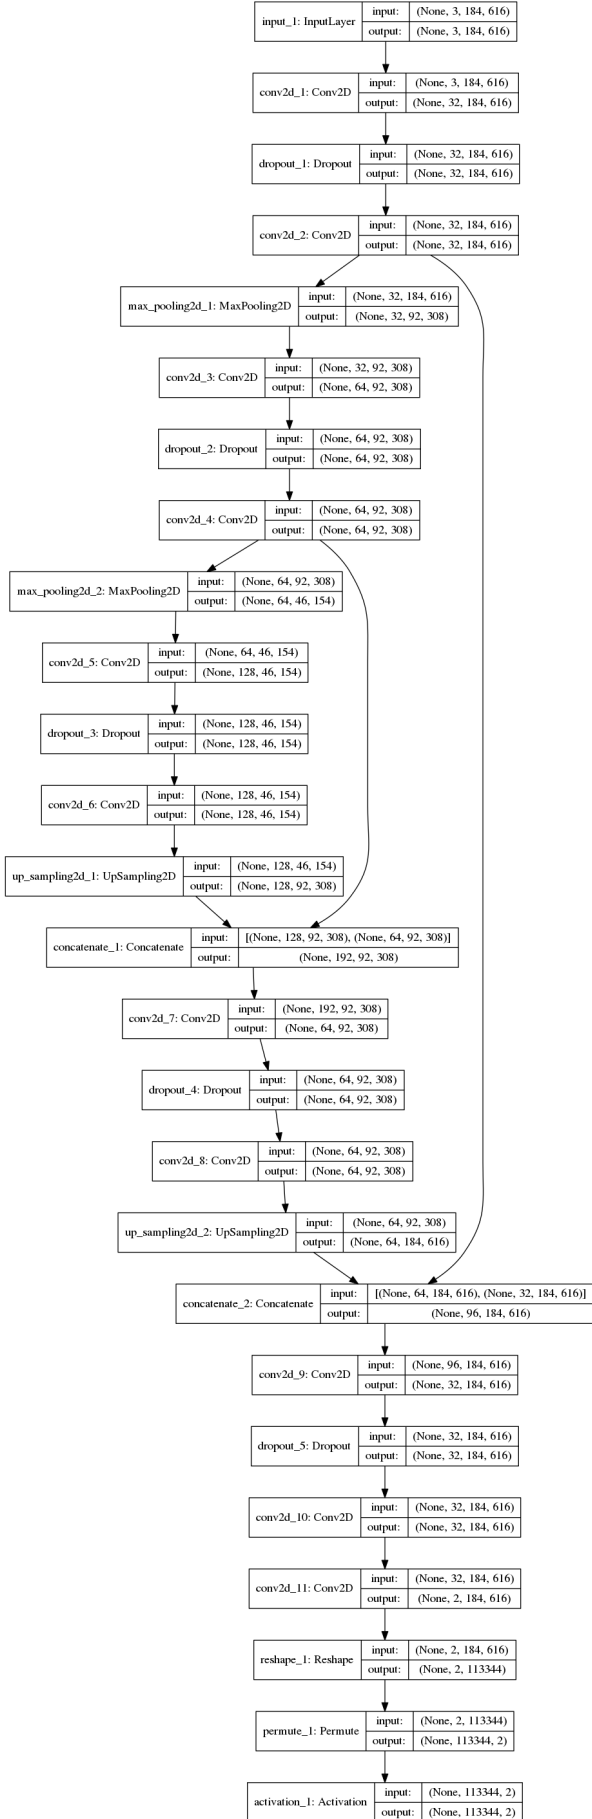 input_1: InputLayer
input: (None, 3, 184, 616)
output: (None, 3, 184, 616)
conv2d_1: Conv2D
input: (None, 3, 184, 616)
output: (None, 32, 184, 616)
dropout_1: Dropout
input: (None, 32, 184, 616)
output: (None, 32, 184, 616)
conv2d_2: Conv2D
input: (None, 32, 184, 616)
output: (None, 32, 184, 616)
max_pooling2d_1: MaxPooling2D
input: (None, 32, 184, 616)
output: (None, 32, 92, 308)
conv2d_3: Conv2D
input: (None, 32, 92, 308)
output: (None, 64, 92, 308)
dropout_2: Dropout
input: (None, 64, 92, 308)
output: (None, 64, 92, 308)
conv2d_4: Conv2D
input: (None, 64, 92, 308)
output: (None, 64, 92, 308)
max_pooling2d_2: MaxPooling2D
input: (None, 64, 92, 308)
output: (None, 64, 46, 154)
conv2d_5: Conv2D
input: (None, 64, 46, 154)
output: (None, 128, 46, 154)
dropout_3: Dropout
input: (None, 128, 46, 154)
output: (None, 128, 46, 154)
conv2d_6: Conv2D
input: (None, 128, 46, 154)
output: (None, 128, 46, 154)
up_sampling2d_1: UpSampling2D
input: (None, 128, 46, 154)
output: (None, 128, 92, 308)
concatenate_1: Concatenate
input: [(None, 128, 92, 308), (None, 64, 92, 308)]
output: (None, 192, 92, 308)
conv2d_7: Conv2D
input: (None, 192, 92, 308)
output: (None, 64, 92, 308)
dropout_4: Dropout
input: (None, 64, 92, 308)
output: (None, 64, 92, 308)
conv2d_8: Conv2D
input: (None, 64, 92, 308)
output: (None, 64, 92, 308)
up_sampling2d_2: UpSampling2D
input: (None, 64, 92, 308)
output: (None, 64, 184, 616)
concatenate_2: Concatenate
input: [(None, 64, 184, 616), (None, 32, 184, 616)]
output: (None, 96, 184, 616)
conv2d_9: Conv2D
input: (None, 96, 184, 616)
output: (None, 32, 184, 616)
dropout_5: Dropout
input: (None, 32, 184, 616)
output: (None, 32, 184, 616)
conv2d_10: Conv2D
input: (None, 32, 184, 616)
output: (None, 32, 184, 616)
conv2d_11: Conv2D
input: (None, 32, 184, 616)
output: (None, 2, 184, 616)
reshape_1: Reshape
input: (None, 2, 184, 616)
output: (None, 2, 113344)
permute_1: Permute
input: (None, 2, 113344)
output: (None, 113344, 2)
activation_1: Activation
input: (None, 113344, 2)
output: (None, 113344, 2)